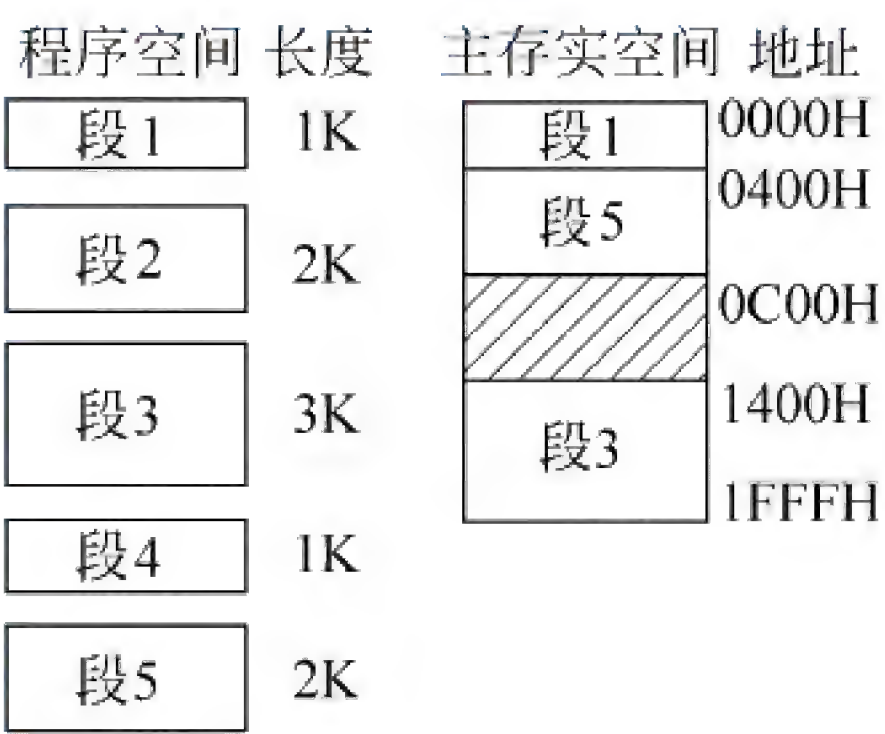 程序空间 长度 主存实空间 地址
段1 1K
段2 2K
段3 3K
段4 1K
段5 2K
段1 0000H
段5 0400H
0C00H
段3 1400H
1FFFH